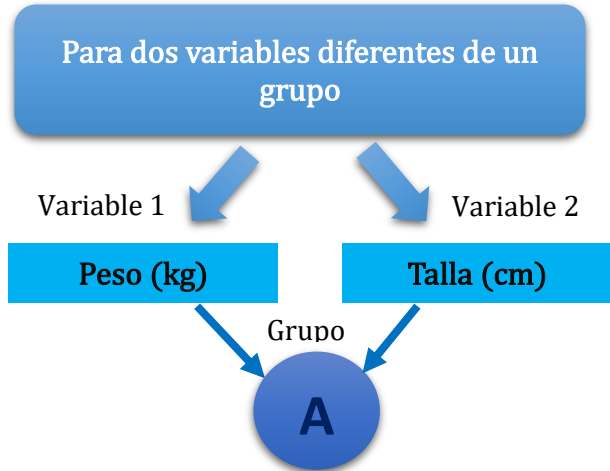 Para dos variables diferentes de un
grupo
Variable 1
Variable 2
Peso (kg)
Talla (cm)
Grupo
A